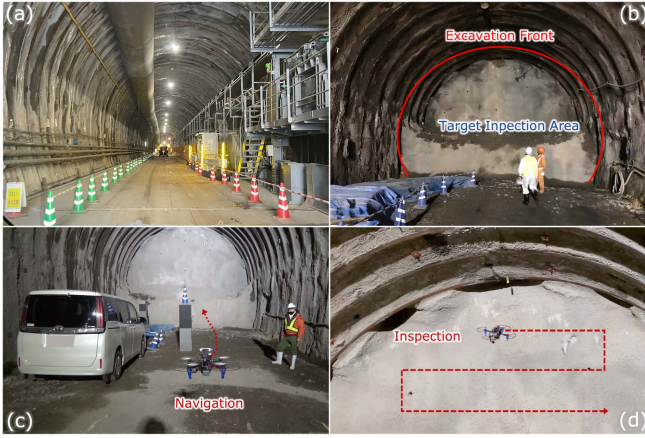 (a)
(b)
Excavation Front
Target Inpection Area
(c)
Navigation
(d)
Inspection